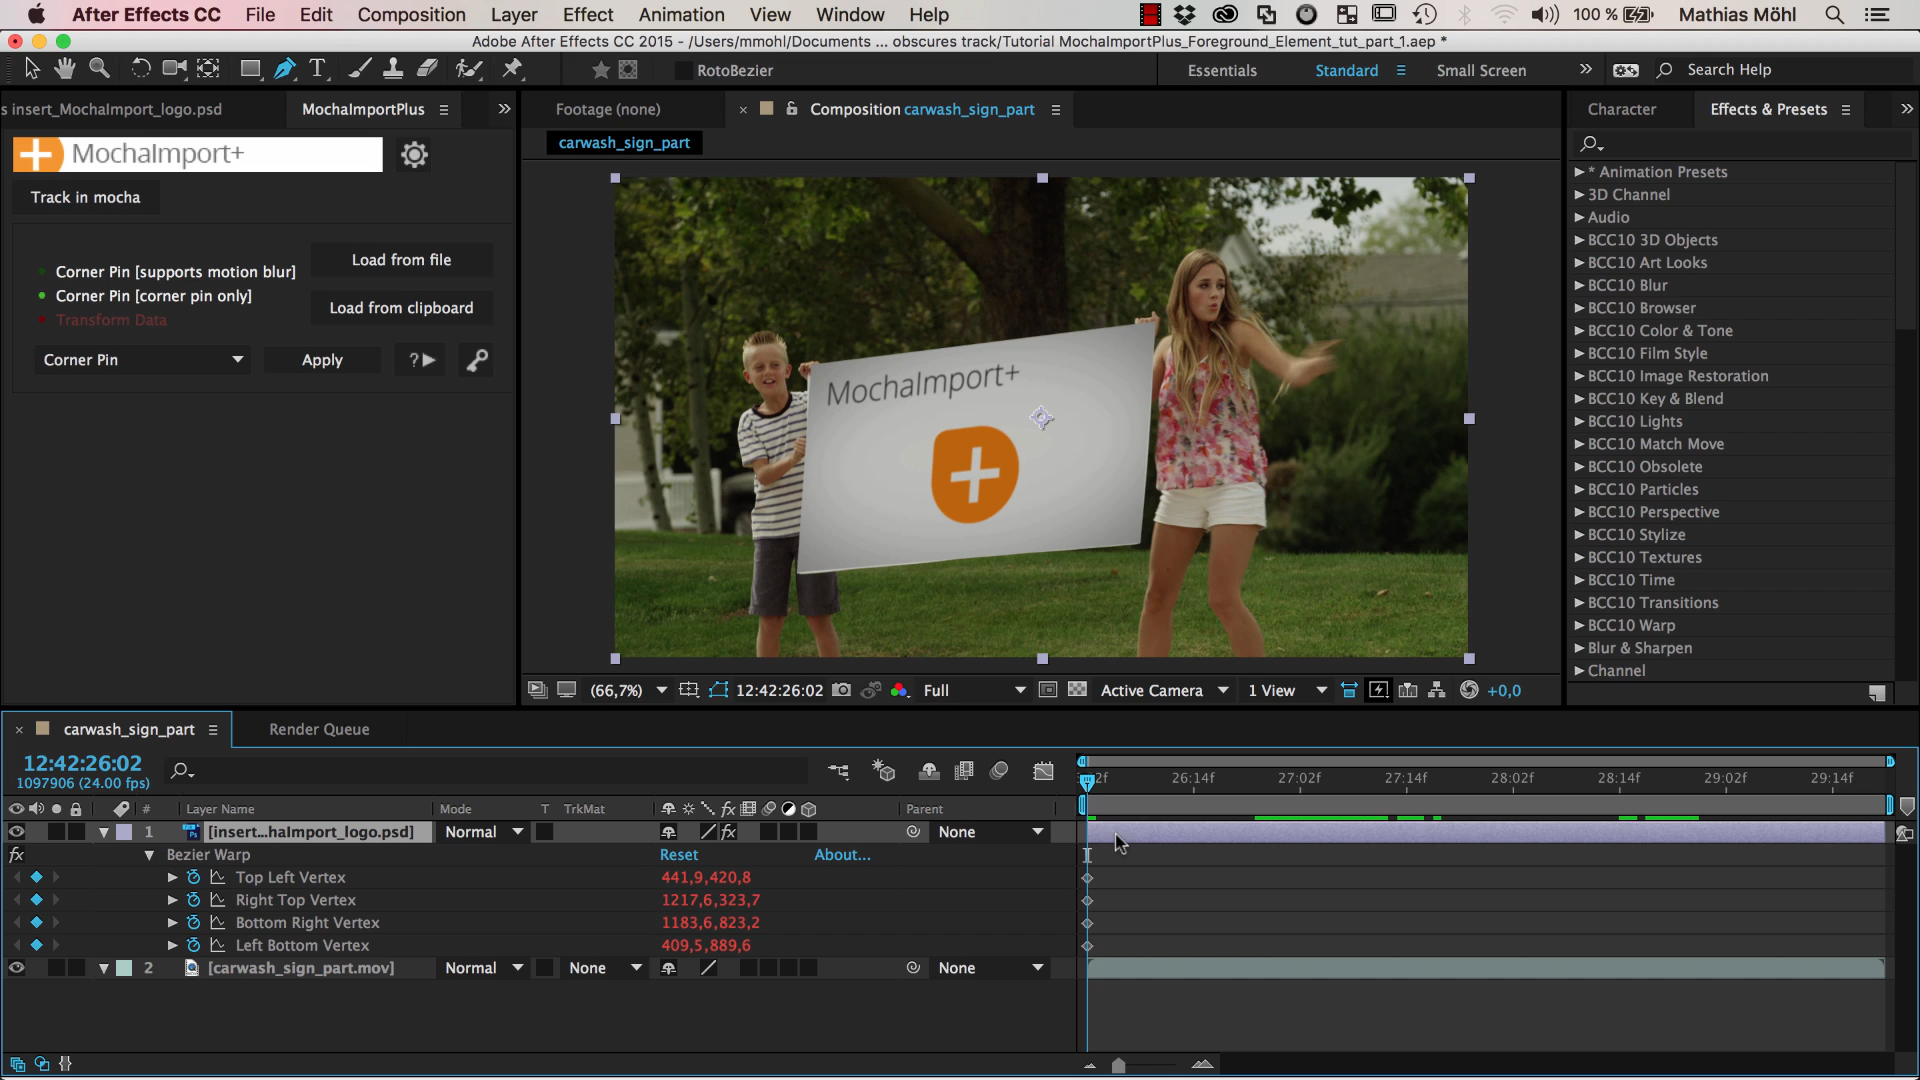 After Effects CC File Edit Composition Layer Effect Animation View Window Help 100 % Mathias Möhl
Adobe After Effects CC 2015 - /Users/mmohl/Documents ... obscures track/Tutorial MochaImportPlus_Foreground_Element_tut_part_1.aep *
T RotoBezier Essentials Standard Small Screen Search Help
s insert_MochaImport_logo.psd MochaImportPlus Footage (none) Composition carwash_sign_part Character Effects & Presets
MochaImport+
carwash_sign_part
Track in mocha
Corner Pin [supports motion blur]
Load from file
Corner Pin [corner pin only]
Load from clipboard
Transform Data
Corner Pin Apply ?
MochaImport+
* Animation Presets
3D Channel
Audio
BCC10 3D Objects
BCC10 Art Looks
BCC10 Blur
BCC10 Browser
BCC10 Color & Tone
BCC10 Film Style
BCC10 Image Restoration
BCC10 Key & Blend
BCC10 Lights
BCC10 Match Move
BCC10 Obsolete
BCC10 Particles
BCC10 Perspective
BCC10 Stylize
BCC10 Textures
BCC10 Time
BCC10 Transitions
BCC10 Warp
Blur & Sharpen
Channel
(66,7%) 12:42:26:02 Full Active Camera 1 View +0,0
carwash_sign_part Render Queue
12:42:26:02
1097906 (24.00 fps)
2f 26:14f 27:02f 27:14f 28:02f 28:14f 29:02f 29:14f
# Layer Name Mode T TrkMat fx Parent
1 [insert...haImport_logo.psd] Normal fx None
fx Bezier Warp Reset About...
Top Left Vertex 441,9,420,8
Right Top Vertex 1217,6,323,7
Bottom Right Vertex 1183,6,823,2
Left Bottom Vertex 409,5,889,6
2 [carwash_sign_part.mov] Normal None None